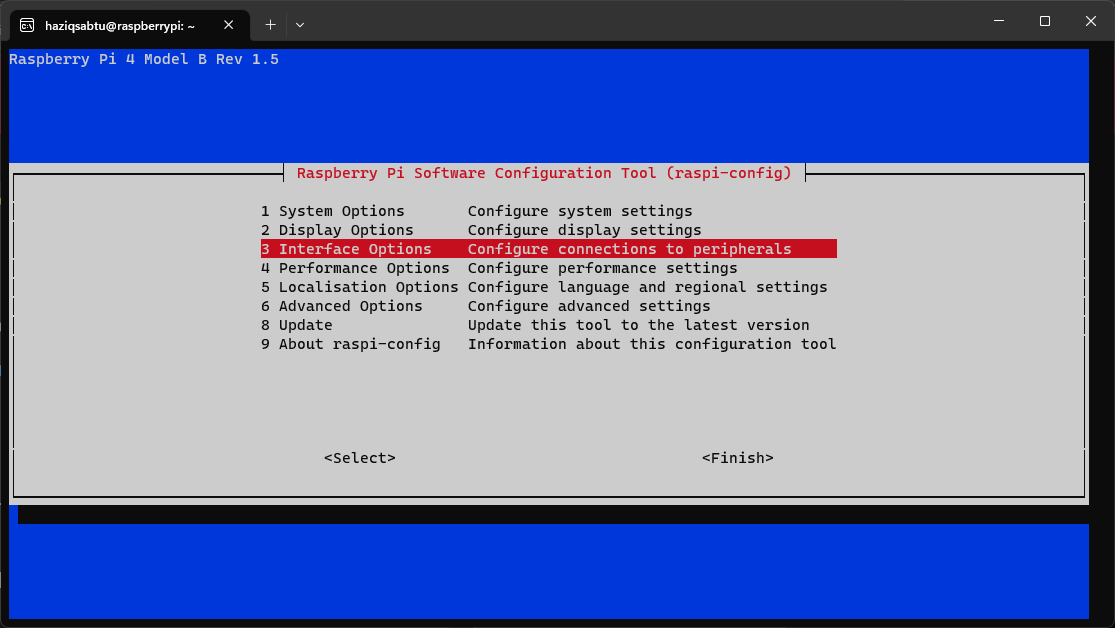 haziqsabtu@raspberrypi: ~
Raspberry Pi 4 Model B Rev 1.5
Raspberry Pi Software Configuration Tool (raspi-config)
1 System Options Configure system settings
2 Display Options Configure display settings
3 Interface Options Configure connections to peripherals
4 Performance Options Configure performance settings
5 Localisation Options Configure language and regional settings
6 Advanced Options Configure advanced settings
8 Update Update this tool to the latest version
9 About raspi-config Information about this configuration tool
<Select> <Finish>